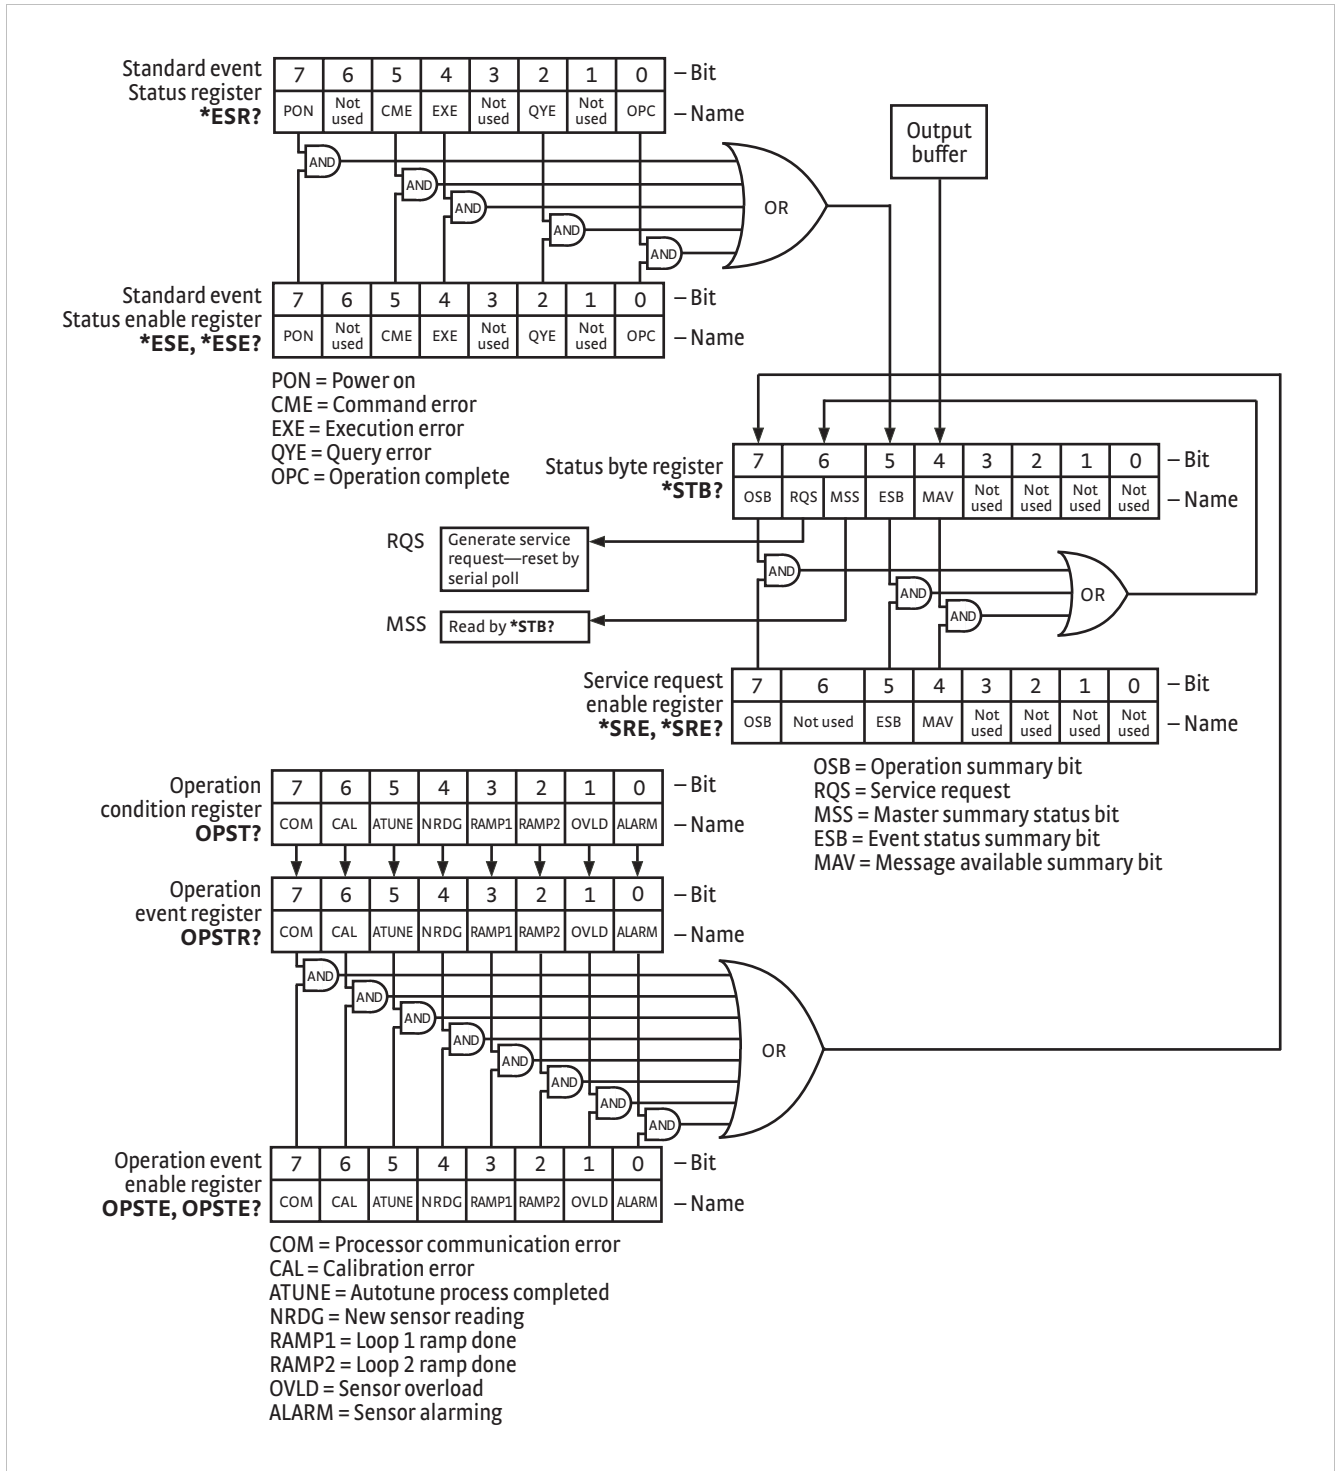 Standard event
Status register
*ESR?
7 6 5 4 3 2 1 0 – Bit
PON Not used CME EXE Not used QYE Not used OPC – Name
AND
AND
AND
AND
AND
OR
Output
buffer
Standard event
Status enable register
*ESE, *ESE?
7 6 5 4 3 2 1 0 – Bit
PON Not used CME EXE Not used QYE Not used OPC – Name
PON = Power on
CME = Command error
EXE = Execution error
QYE = Query error
OPC = Operation complete
Status byte register
*STB?
7 6 5 4 3 2 1 0 – Bit
OSB RQS MSS ESB MAV Not used Not used Not used Not used – Name
RQS
Generate service
request—reset by
serial poll
MSS
Read by *STB?
AND
AND
AND
OR
Service request
enable register
*SRE, *SRE?
7 6 5 4 3 2 1 0 – Bit
OSB Not used ESB MAV Not used Not used Not used Not used – Name
OSB = Operation summary bit
RQS = Service request
MSS = Master summary status bit
ESB = Event status summary bit
MAV = Message available summary bit
Operation
condition register
OPST?
7 6 5 4 3 2 1 0 – Bit
COM CAL ATUNE NRDG RAMP1 RAMP2 OVLD ALARM – Name
Operation
event register
OPSTR?
7 6 5 4 3 2 1 0 – Bit
COM CAL ATUNE NRDG RAMP1 RAMP2 OVLD ALARM – Name
AND
AND
AND
AND
AND
AND
AND
AND
OR
Operation event
enable register
OPSTE, OPSTE?
7 6 5 4 3 2 1 0 – Bit
COM CAL ATUNE NRDG RAMP1 RAMP2 OVLD ALARM – Name
COM = Processor communication error
CAL = Calibration error
ATUNE = Autotune process completed
NRDG = New sensor reading
RAMP1 = Loop 1 ramp done
RAMP2 = Loop 2 ramp done
OVLD = Sensor overload
ALARM = Sensor alarming